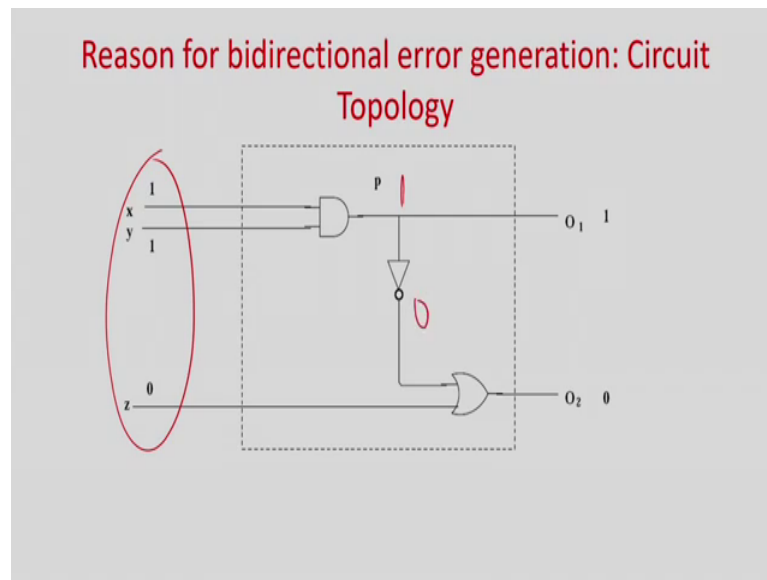 Reason for bidirectional error generation: Circuit
Topology
P 1
1
x
O1 1
y
1
0
0
z
O2 0